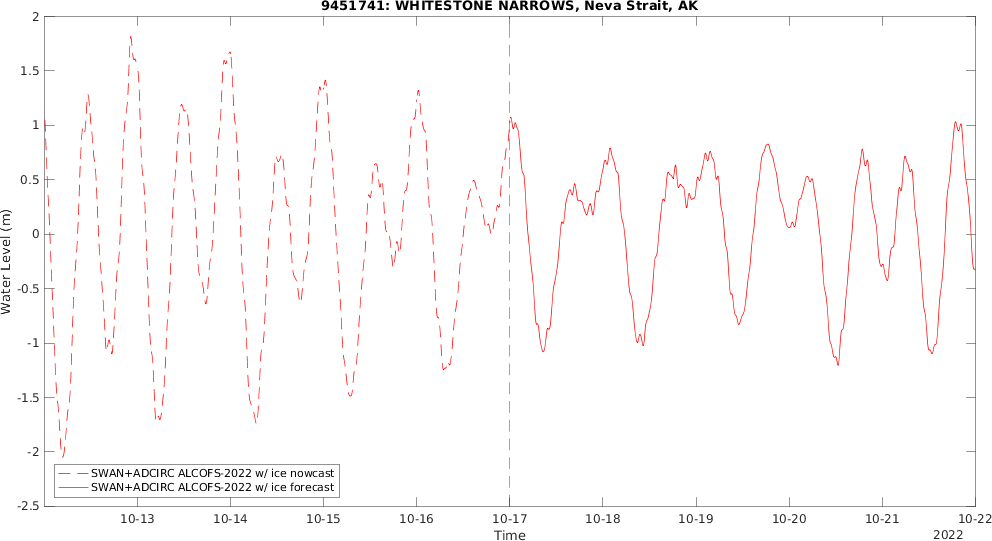 9451741: WHITESTONE NARROWS, Neva Strait, AK
2
1.5
1
0.5
0
-0.5
-1
-1.5
-2
-2.5
Water Level (m)
SWAN+ADCIRC ALCOFS-2022 w/ ice nowcast
SWAN+ADCIRC ALCOFS-2022 w/ ice forecast
10-13 10-14 10-15 10-16 10-17 10-18 10-19 10-20 10-21 10-22
Time
2022